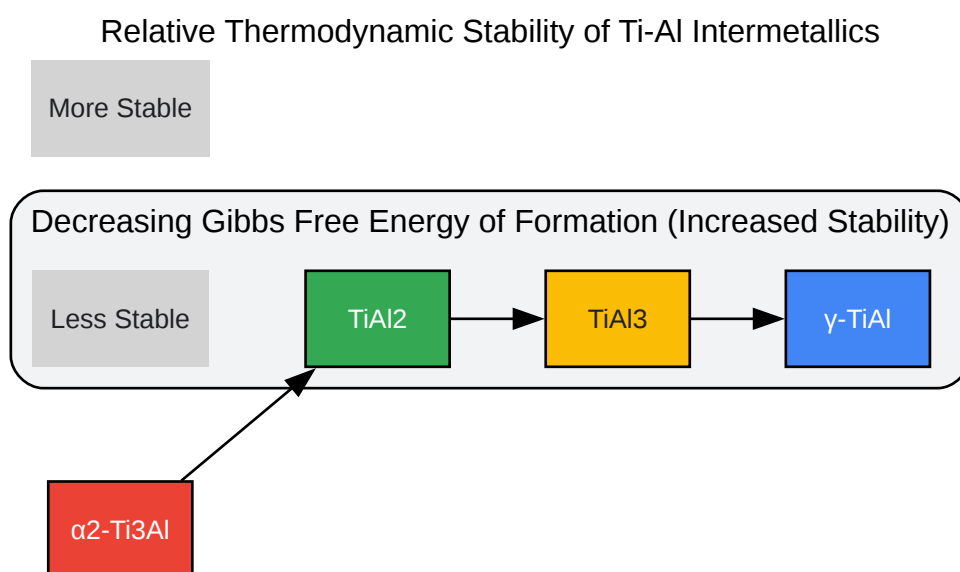 Relative Thermodynamic Stability of Ti-Al Intermetallics
More Stable
Decreasing Gibbs Free Energy of Formation (Increased Stability)
Less Stable
TiAl2
TiAl3
γ-TiAl
α2-Ti3Al